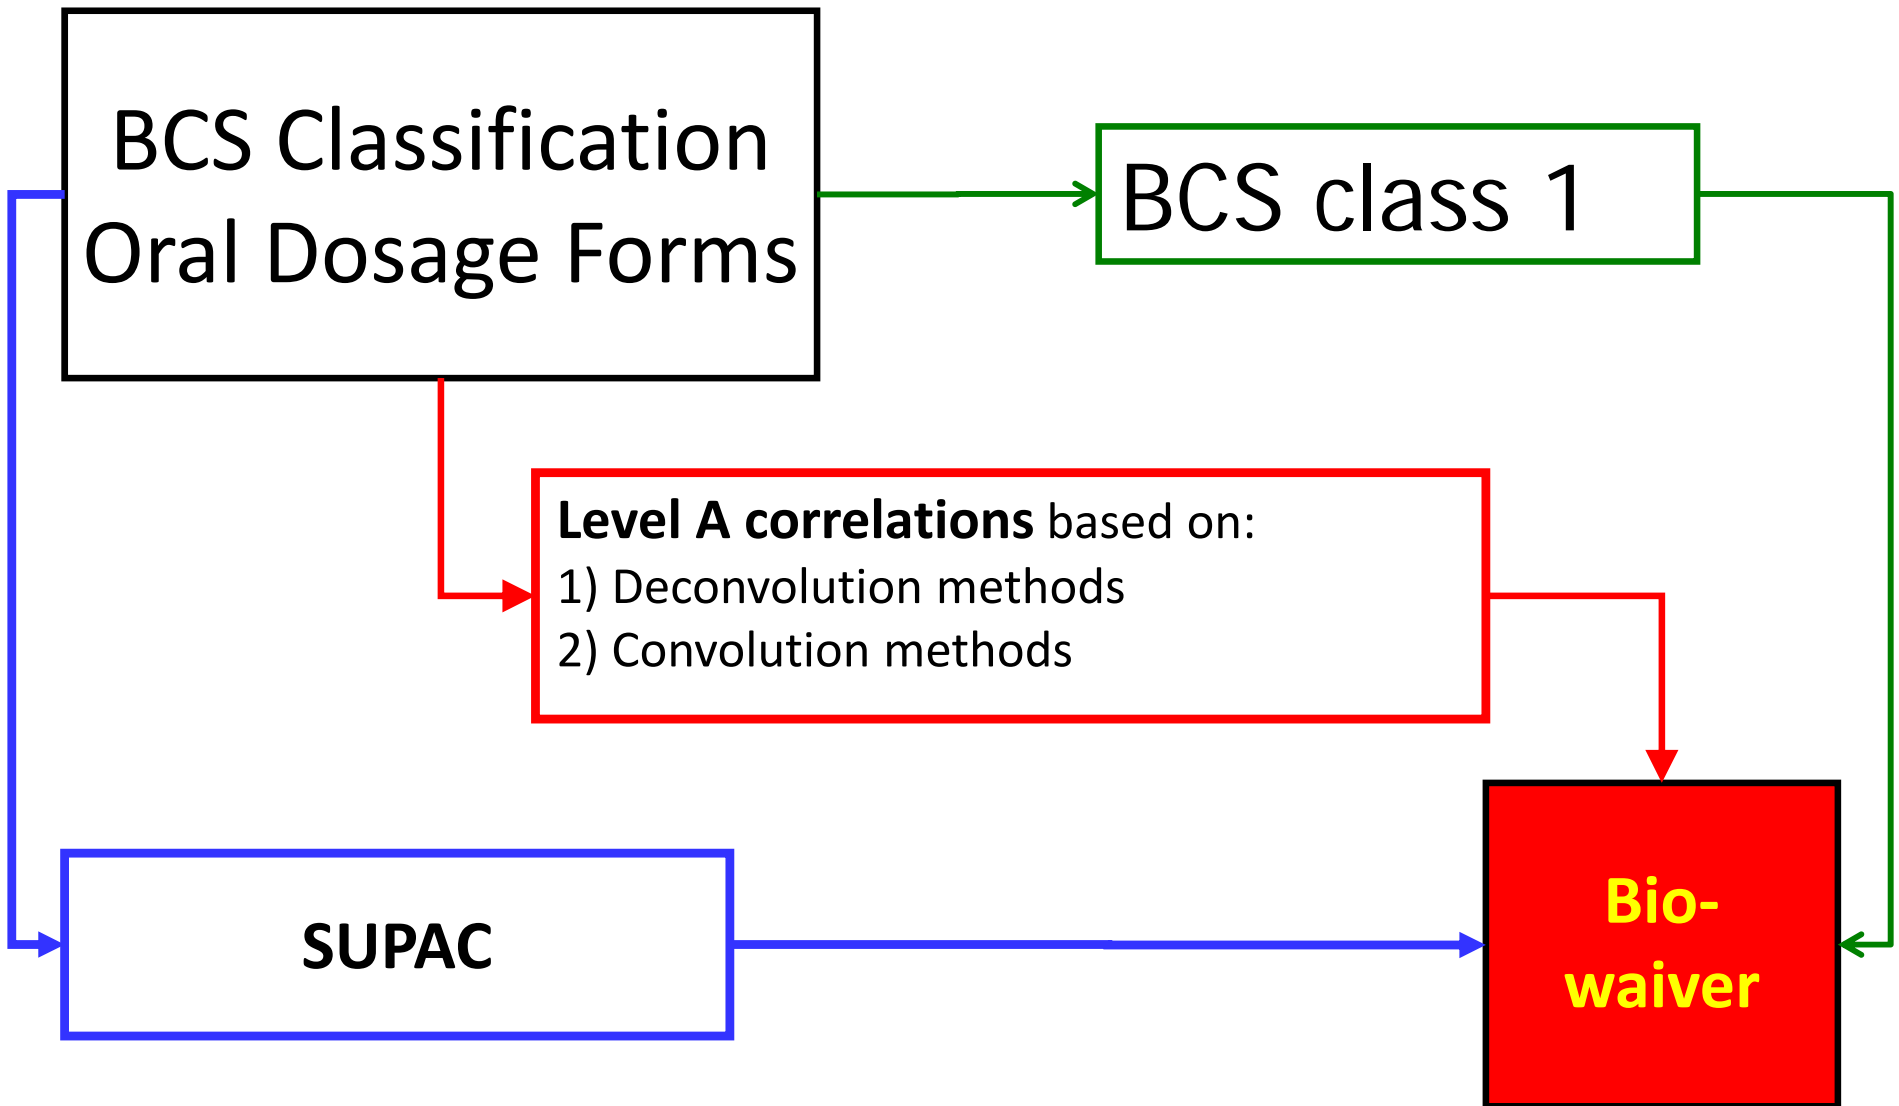 BCS Classification
Oral Dosage Forms
BCS class 1
Level A correlations based on:
1) Deconvolution methods
2) Convolution methods
SUPAC
Bio-
waiver